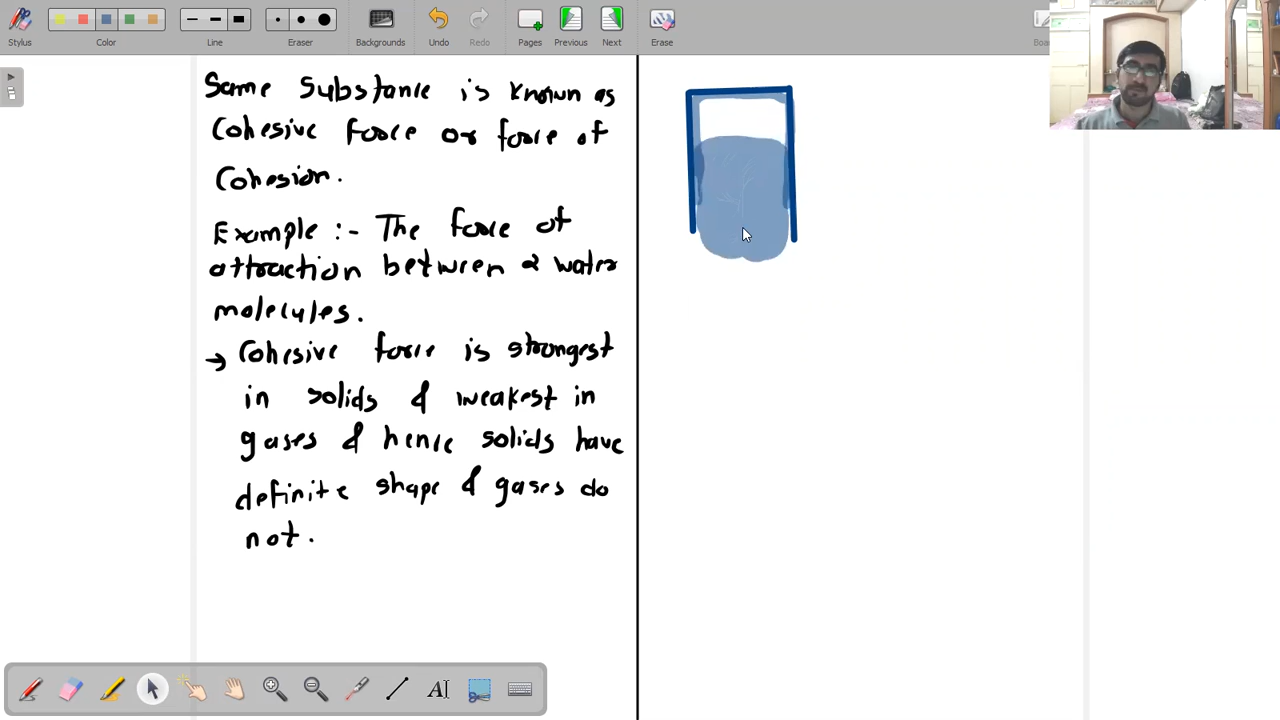 Stylus
Color
Line
Eraser
Backgrounds
Undo
Redo
Pages
Previous
Next
Erase
Same substance is known as
Cohesive force or force of
Cohesion.
Example :- The force of
attraction between 2 water
molecules.
→ Cohesive force is strongest
in solids & weakest in
gases & hence solids have
definite shape & gases do
not.